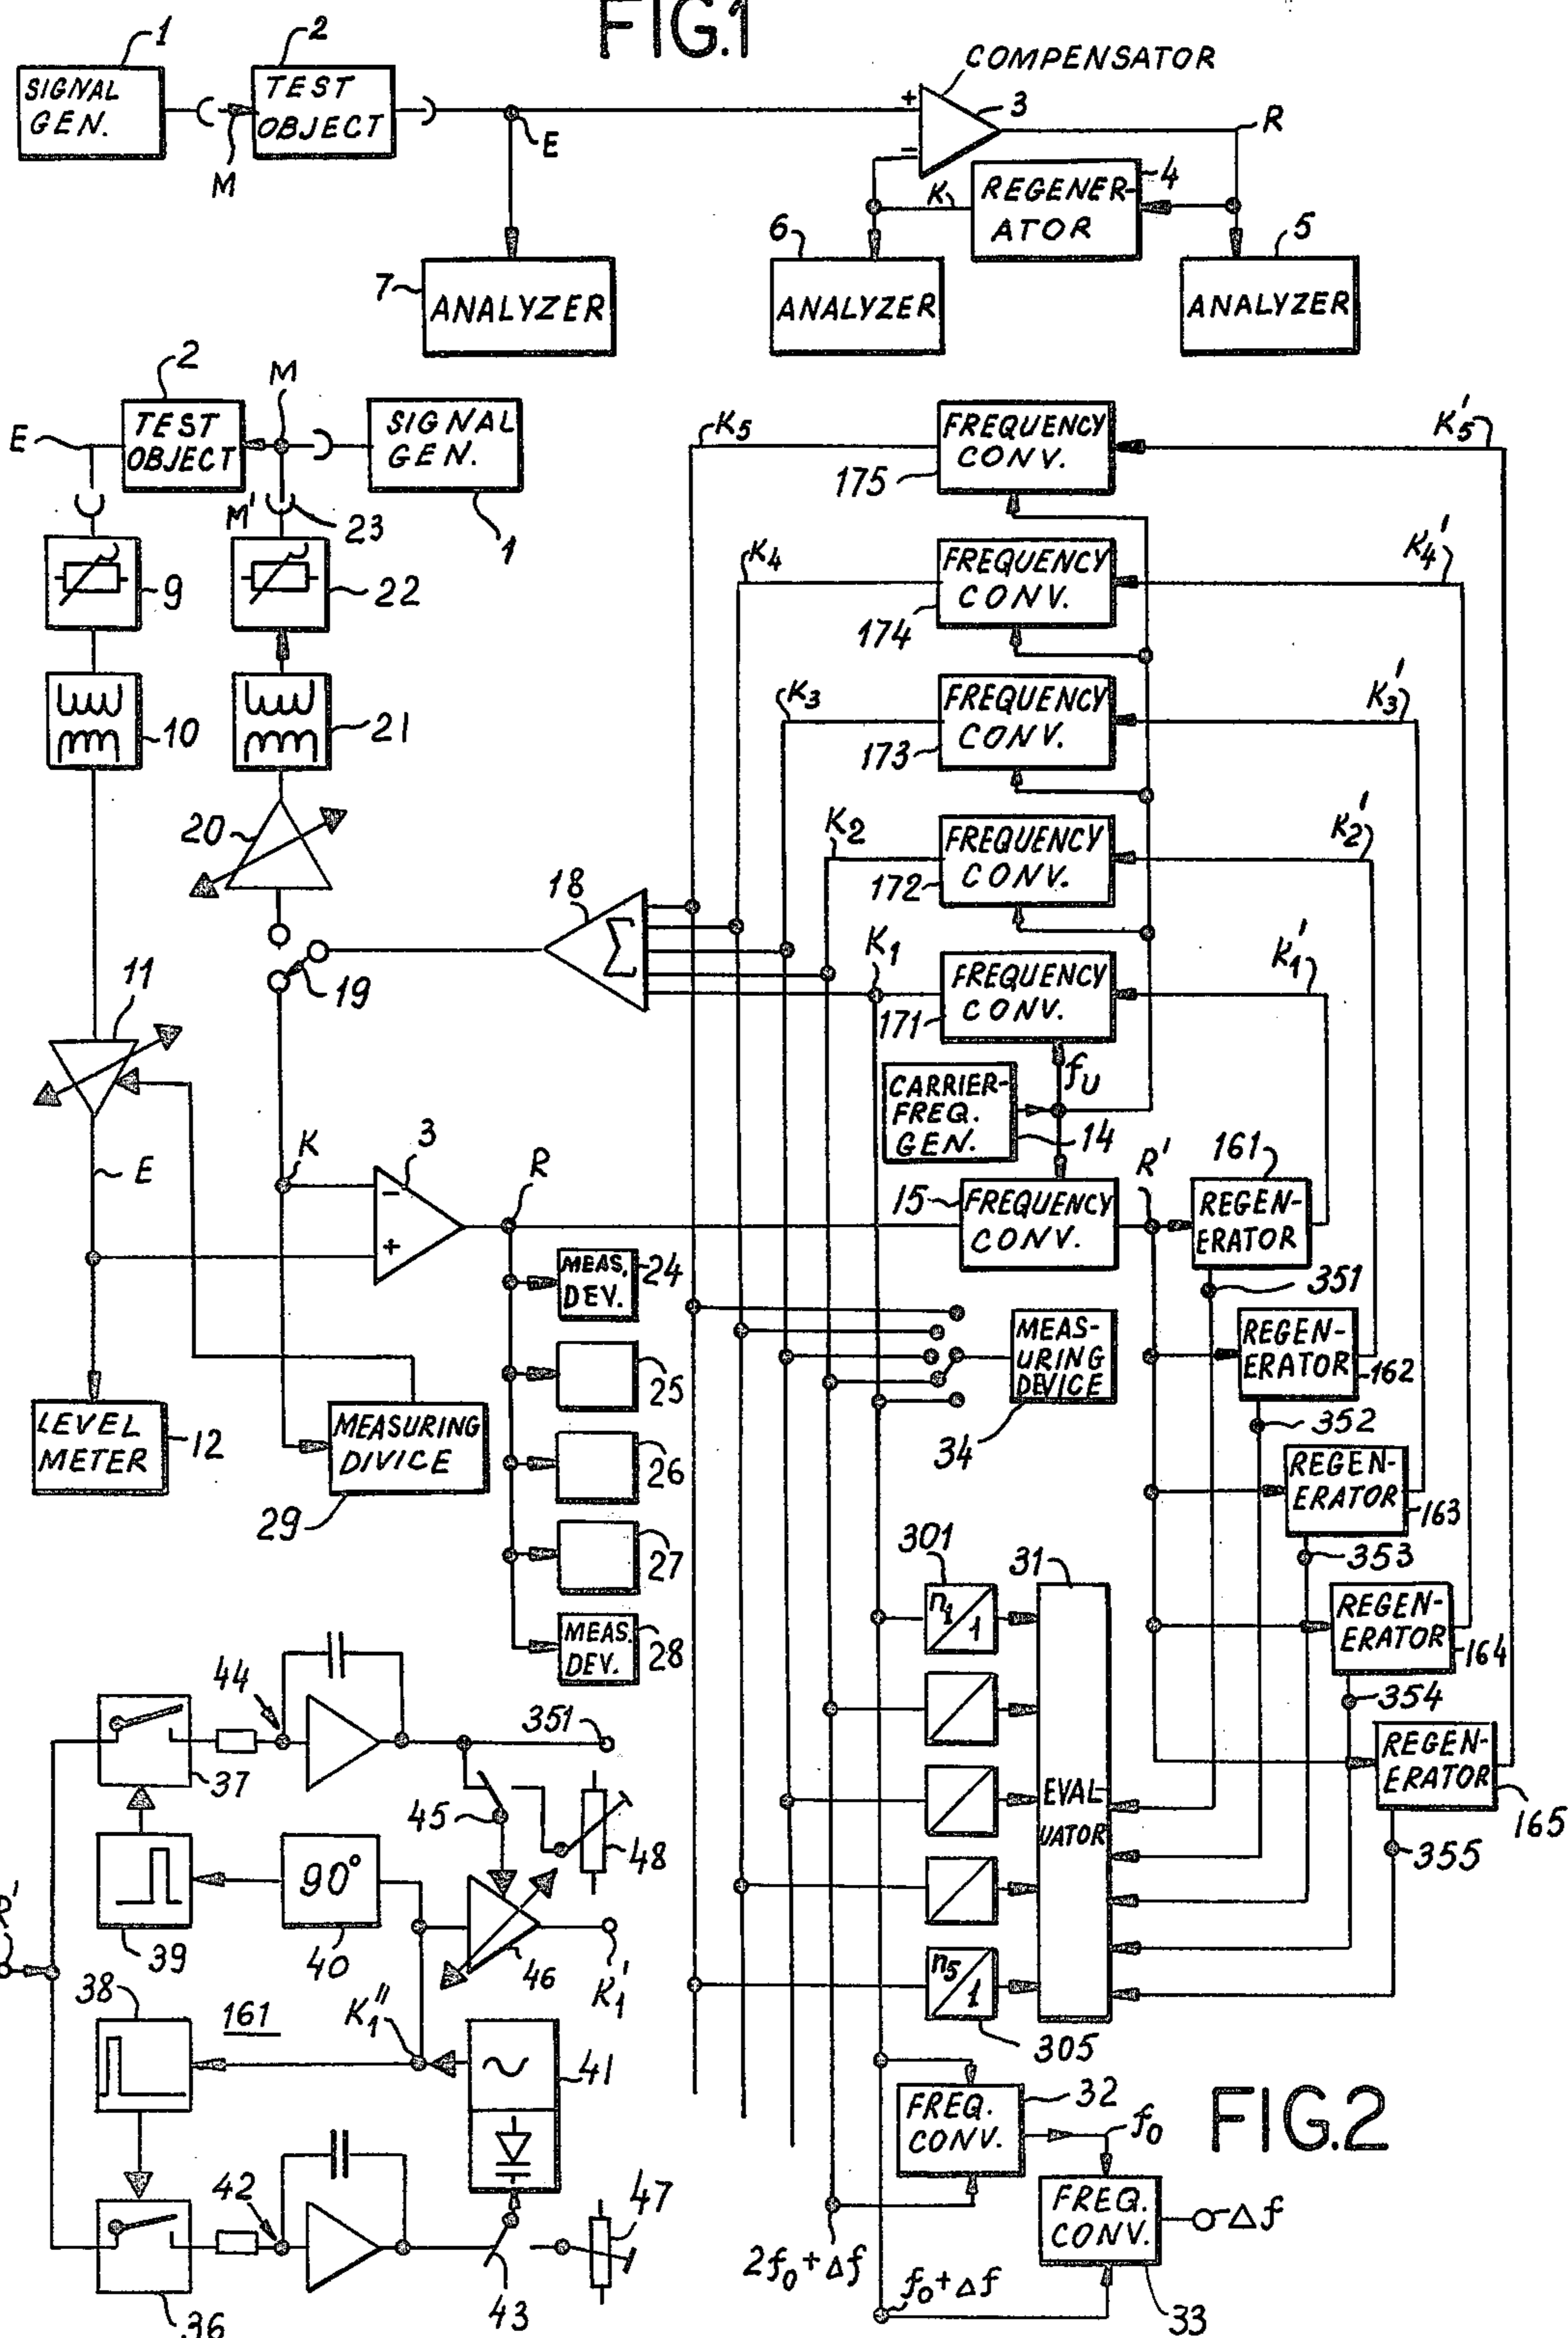 FIG.1
1
2
COMPENSATOR
SIGNAL
GEN.
TEST
OBJECT
M
E
+
−
3
R
K
REGENER-
ATOR
4
7
ANALYZER
6
ANALYZER
5
ANALYZER
2
M
E
TEST
OBJECT
SIGNAL
GEN.
M'
23
1
9
22
10
21
20
19
18
Σ
11
E
K
3
−
+
R
LEVEL
METER
12
MEASURING
DIVICE
29
MEAS.
DEV.
24
25
26
27
MEAS.
DEV.
28
K5
FREQUENCY
CONV.
175
K5'
K4
FREQUENCY
CONV.
174
K4'
K3
FREQUENCY
CONV.
173
K3'
K2
FREQUENCY
CONV.
172
K2'
K1
FREQUENCY
CONV.
171
K1'
CARRIER-
FREQ.
GEN.
14
fU
15
FREQUENCY
CONV.
R'
161
REGEN-
ERATOR
351
REGEN-
ERATOR
162
352
REGEN-
ERATOR
163
353
REGEN-
ERATOR
164
354
REGEN-
ERATOR
165
355
MEAS-
URING
DEVICE
34
301
n1
1
31
EVAL-
UATOR
n5
1
305
FREQ.
CONV.
32
f0
FREQ.
CONV.
33
Δf
2f0+Δf
f0+Δf
FIG.2
44
351
37
45
48
90°
39
40
46
K1'
R'
38
161
K1"
41
42
47
36
43